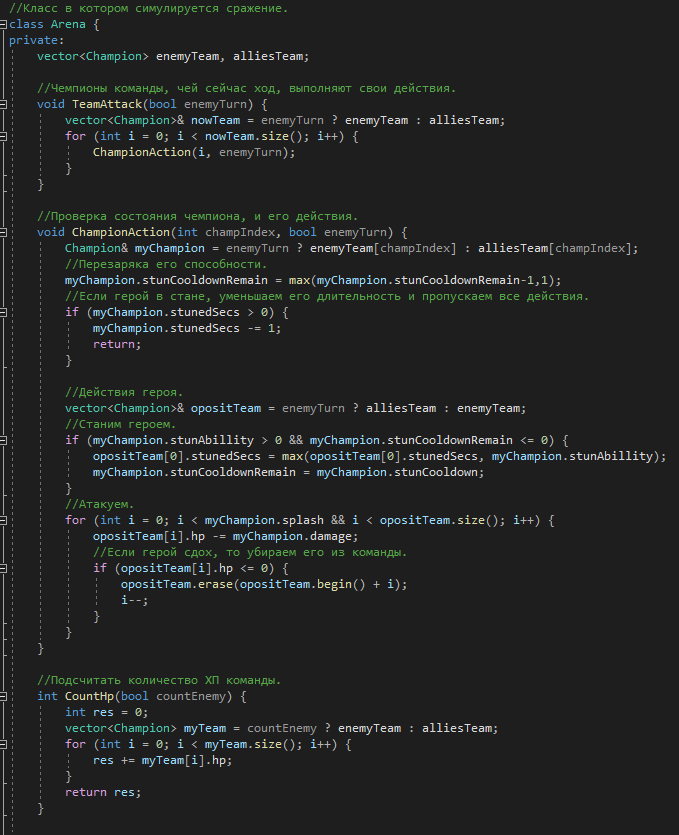 //Класс в котором симулируется сражение.
class Arena {
private:
    vector<Champion> enemyTeam, alliesTeam;

    //Чемпионы команды, чей сейчас ход, выполняют свои действия.
    void TeamAttack(bool enemyTurn) {
        vector<Champion>& nowTeam = enemyTurn ? enemyTeam : alliesTeam;
        for (int i = 0; i < nowTeam.size(); i++) {
            ChampionAction(i, enemyTurn);
        }
    }

    //Проверка состояния чемпиона, и его действия.
    void ChampionAction(int champIndex, bool enemyTurn) {
        Champion& myChampion = enemyTurn ? enemyTeam[champIndex] : alliesTeam[champIndex];
        //Перезаряка его способности.
        myChampion.stunCooldownRemain = max(myChampion.stunCooldownRemain-1,1);
        //Если герой в стане, уменьшаем его длительность и пропускаем все действия.
        if (myChampion.stunedSecs > 0) {
            myChampion.stunedSecs -= 1;
            return;
        }

        //Действия героя.
        vector<Champion>& opositTeam = enemyTurn ? alliesTeam : enemyTeam;
        //Станим героем.
        if (myChampion.stunAbillity > 0 && myChampion.stunCooldownRemain <= 0) {
            opositTeam[0].stunedSecs = max(opositTeam[0].stunedSecs, myChampion.stunAbillity);
            myChampion.stunCooldownRemain = myChampion.stunCooldown;
        }
        //Атакуем.
        for (int i = 0; i < myChampion.splash && i < opositTeam.size(); i++) {
            opositTeam[i].hp -= myChampion.damage;
            //Если герой сдох, то убираем его из команды.
            if (opositTeam[i].hp <= 0) {
                opositTeam.erase(opositTeam.begin() + i);
                i--;
            }
        }
    }

    //Подсчитать количество ХП команды.
    int CountHp(bool countEnemy) {
        int res = 0;
        vector<Champion> myTeam = countEnemy ? enemyTeam : alliesTeam;
        for (int i = 0; i < myTeam.size(); i++) {
            res += myTeam[i].hp;
        }
        return res;
    }